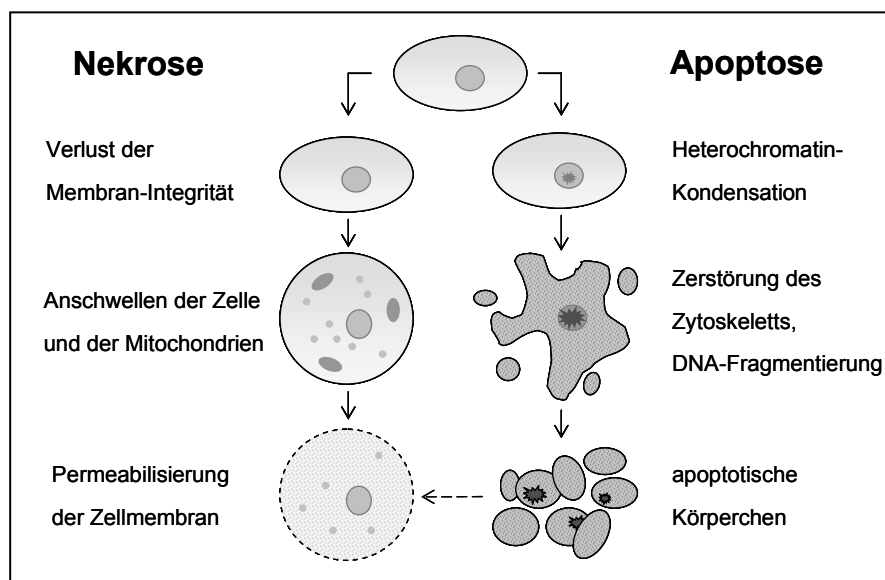 Nekrose
Apoptose
Verlust der
Membran-Integrität
Heterochromatin-
Kondensation
Anschwellen der Zelle
und der Mitochondrien
Zerstörung des
Zytoskeletts,
DNA-Fragmentierung
Permeabilisierung
der Zellmembran
apoptotische
Körperchen